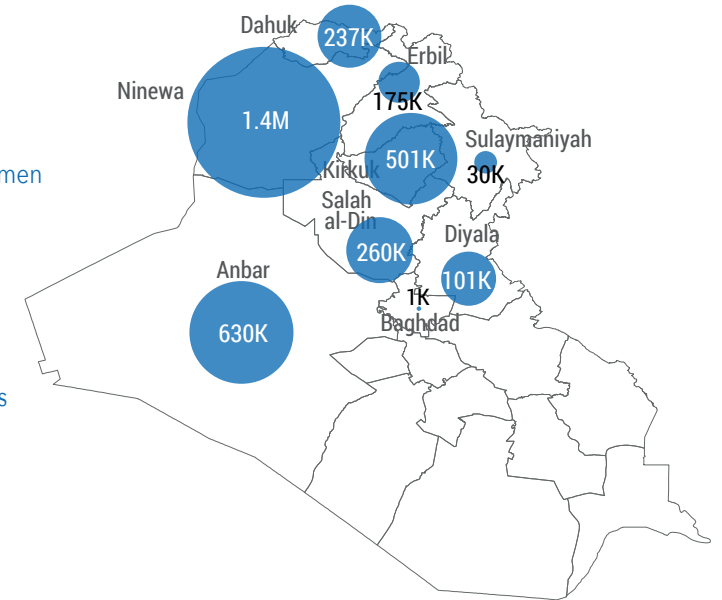 Dahuk
237K
Erbil
175K
Ninewa
1.4M
Sulaymaniyah
30K
501K
Kirkuk
men
Salah
al-Din
260K
Diyala
101K
Anbar
630K
1K
Baghdad
s